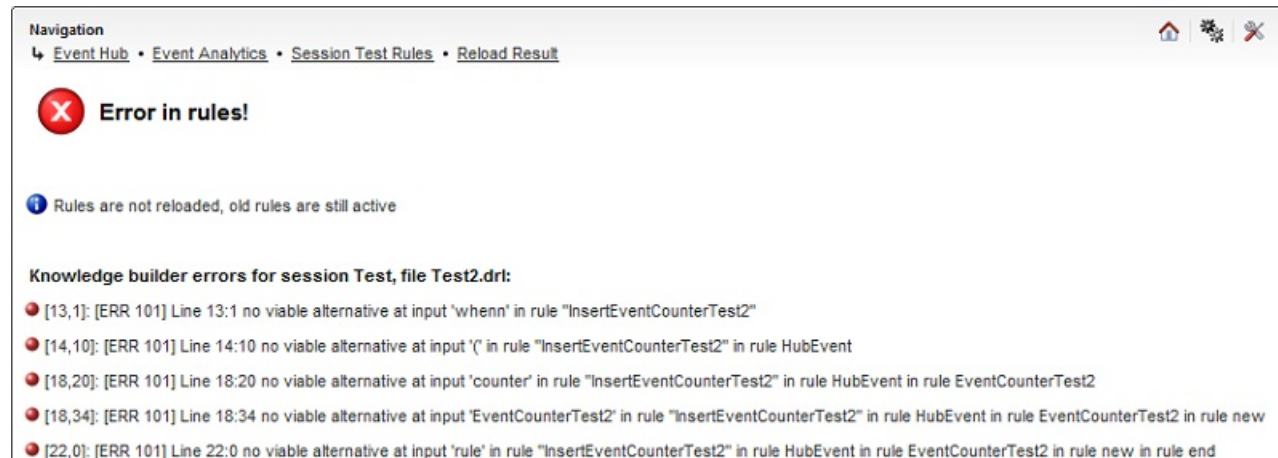 Navigation
Event Hub • Event Analytics • Session Test Rules • Reload Result
Error in rules!
Rules are not reloaded, old rules are still active
Knowledge builder errors for session Test, file Test2.drl:
[13,1]: [ERR 101] Line 13:1 no viable alternative at input 'whenn' in rule "InsertEventCounterTest2"
[14,10]: [ERR 101] Line 14:10 no viable alternative at input '(' in rule "InsertEventCounterTest2" in rule HubEvent
[18,20]: [ERR 101] Line 18:20 no viable alternative at input 'counter' in rule "InsertEventCounterTest2" in rule HubEvent in rule EventCounterTest2
[18,34]: [ERR 101] Line 18:34 no viable alternative at input 'EventCounterTest2' in rule "InsertEventCounterTest2" in rule HubEvent in rule EventCounterTest2 in rule new
[22,0]: [ERR 101] Line 22:0 no viable alternative at input 'rule' in rule "InsertEventCounterTest2" in rule HubEvent in rule EventCounterTest2 in rule new in rule end